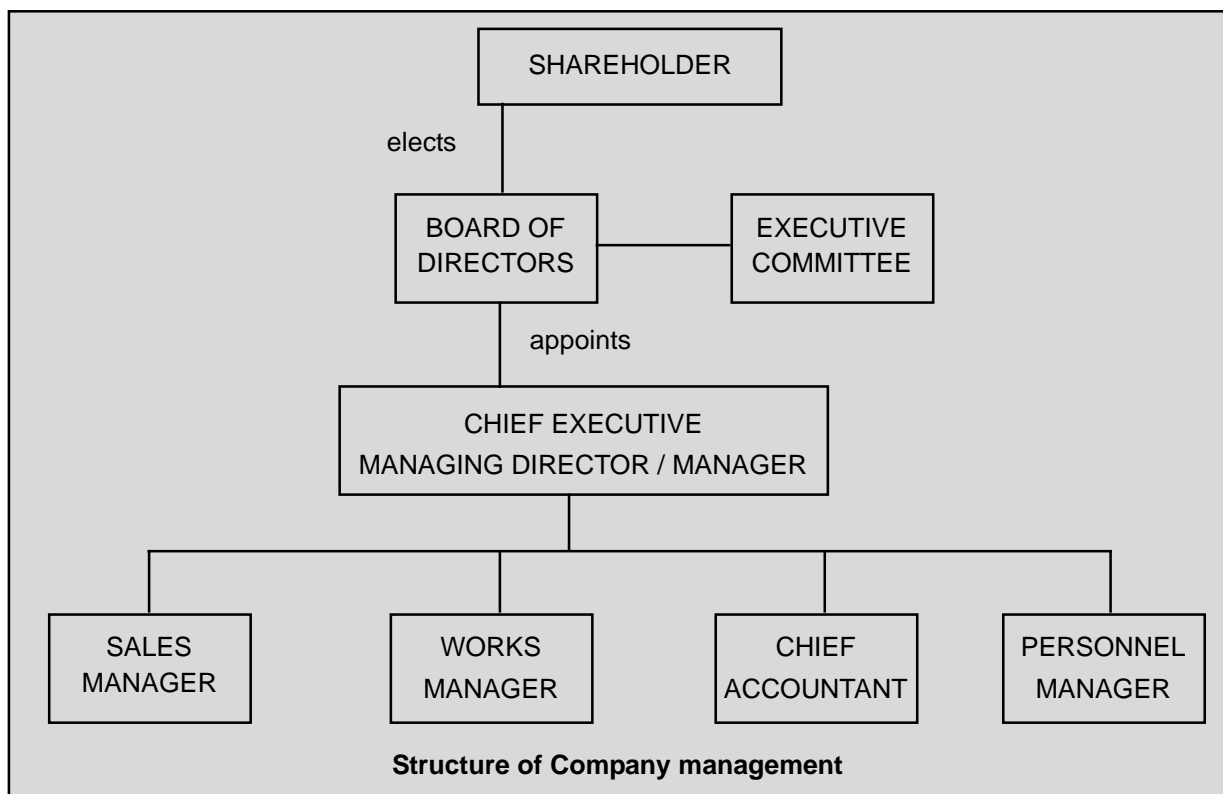 SHAREHOLDER
elects
BOARD OF
DIRECTORS
EXECUTIVE
COMMITTEE
appoints
CHIEF EXECUTIVE
MANAGING DIRECTOR / MANAGER
SALES
MANAGER
WORKS
MANAGER
CHIEF
ACCOUNTANT
PERSONNEL
MANAGER
Structure of Company management